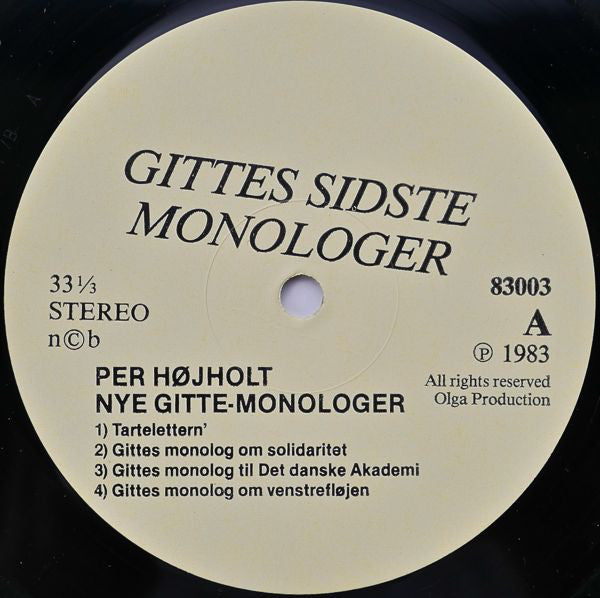 GITTES SIDSTE
MONOLOGER
33⅓
STEREO
n©b
83003
A
℗ 1983
All rights reserved
Olga Production
PER HØJHOLT
NYE GITTE-MONOLOGER
1) Tartelettern'
2) Gittes monolog om solidaritet
3) Gittes monolog til Det danske Akademi
4) Gittes monolog om venstrefløjen